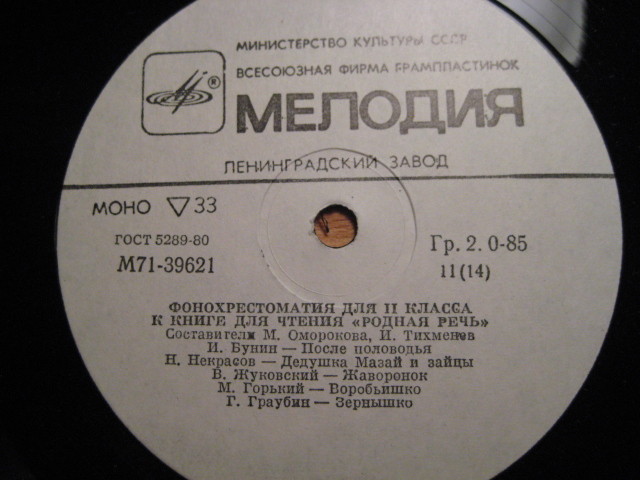 МИНИСТЕРСТВО КУЛЬТУРЫ СССР
ВСЕСОЮЗНАЯ ФИРМА ГРАМПЛАСТИНОК
®
МЕЛОДИЯ
ЛЕНИНГРАДСКИЙ ЗАВОД
МОНО ▽ 33
ГОСТ 5289-80
М71-39621
Гр. 2. 0-85
11(14)
ФОНОХРЕСТОМАТИЯ ДЛЯ II КЛАССА
К КНИГЕ ДЛЯ ЧТЕНИЯ «РОДНАЯ РЕЧЬ»
Составители М. Оморокова, И. Тихменев
И. Бунин — После половодья
Н. Некрасов — Дедушка Мазай и зайцы
В. Жуковский — Жаворонок
М. Горький — Воробьишко
Г. Граубин — Зернышко